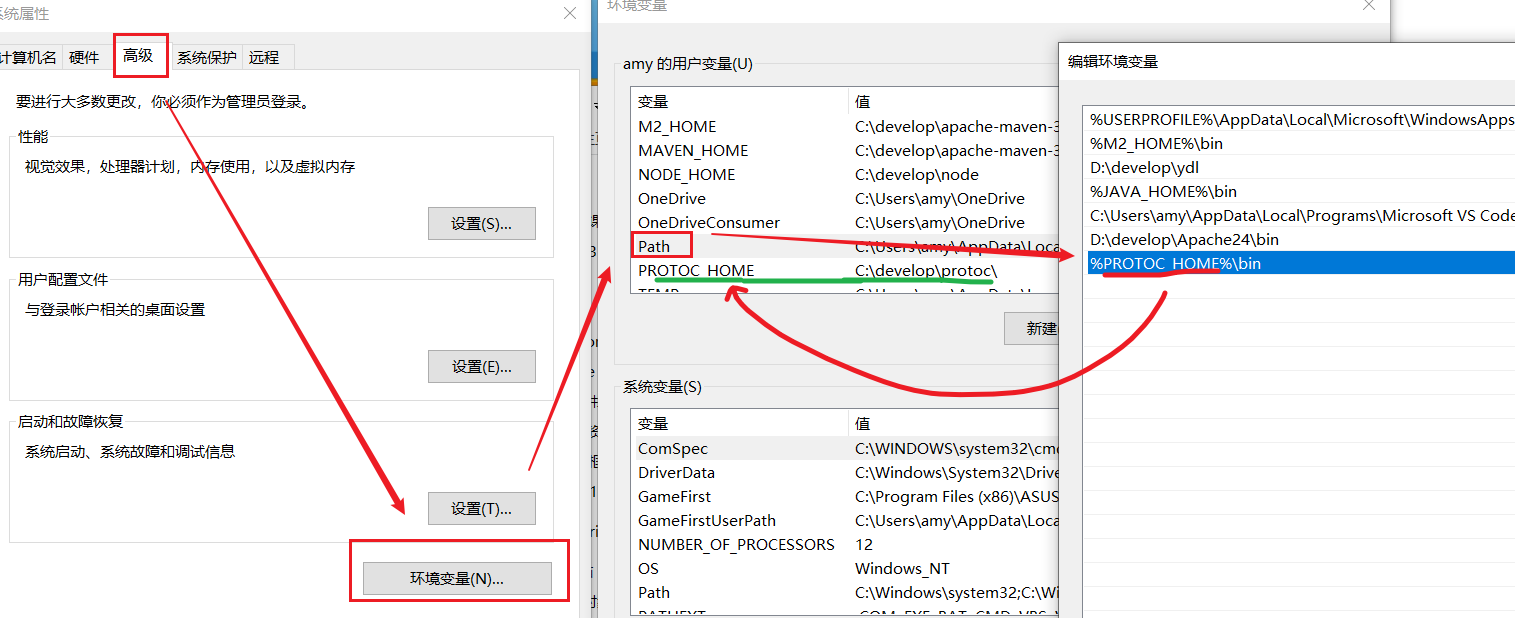 系统属性
计算机名 硬件 高级 系统保护 远程
要进行大多数更改，你必须作为管理员登录。
性能
视觉效果，处理器计划，内存使用，以及虚拟内存
设置(S)...
用户配置文件
与登录帐户相关的桌面设置
设置(E)...
启动和故障恢复
系统启动、系统故障和调试信息
设置(T)...
环境变量(N)...
环境变量
amy 的用户变量(U)
变量 值
M2_HOME C:\develop\apache-maven-3
MAVEN_HOME C:\develop\apache-maven-3
NODE_HOME C:\develop\node
OneDrive C:\Users\amy\OneDrive
OneDriveConsumer C:\Users\amy\OneDrive
Path C:\Users\amy\AppData\Loca
PROTOC_HOME C:\develop\protoc\
新建
系统变量(S)
变量 值
ComSpec C:\WINDOWS\system32\cmd
DriverData C:\Windows\System32\Drive
GameFirst C:\Program Files (x86)\ASUS
GameFirstUserPath C:\Users\amy\AppData\Loca
NUMBER_OF_PROCESSORS 12
OS Windows_NT
Path C:\Windows\system32;C:\Wi
编辑环境变量
%USERPROFILE%\AppData\Local\Microsoft\WindowsApps
%M2_HOME%\bin
D:\develop\ydl
%JAVA_HOME%\bin
C:\Users\amy\AppData\Local\Programs\Microsoft VS Code
D:\develop\Apache24\bin
%PROTOC_HOME%\bin